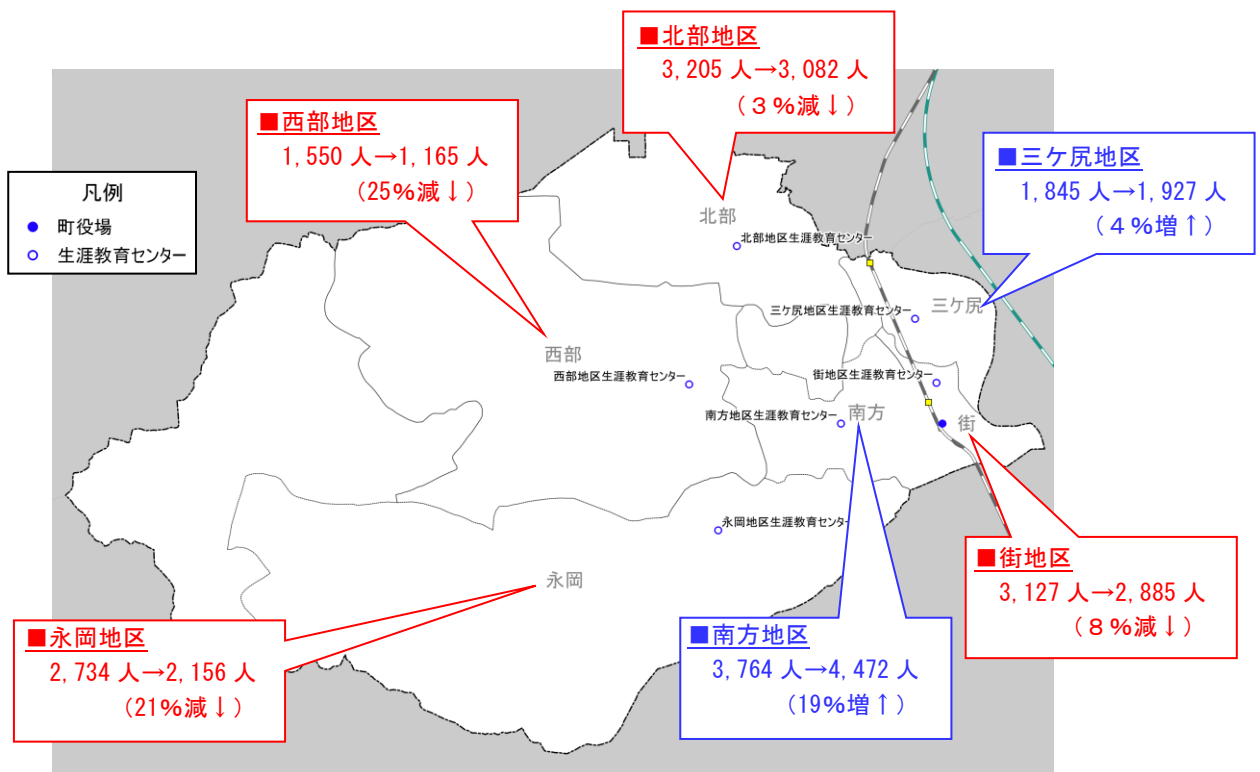 ■北部地区
3,205 人→3,082 人
(3%減↓)
■西部地区
1,550 人→1,165 人
(25%減↓)
■三ケ尻地区
1,845 人→1,927 人
(4%増↑)
凡例
町役場
生涯教育センター
北部
北部地区生涯教育センター
三ケ尻
三ケ尻地区生涯教育センター
西部
西部地区生涯教育センター
街地区生涯教育センター
南方地区生涯教育センター
南方
街
永岡地区生涯教育センター
永岡
■街地区
3,127 人→2,885 人
(8%減↓)
■永岡地区
2,734 人→2,156 人
(21%減↓)
■南方地区
3,764 人→4,472 人
(19%増↑)